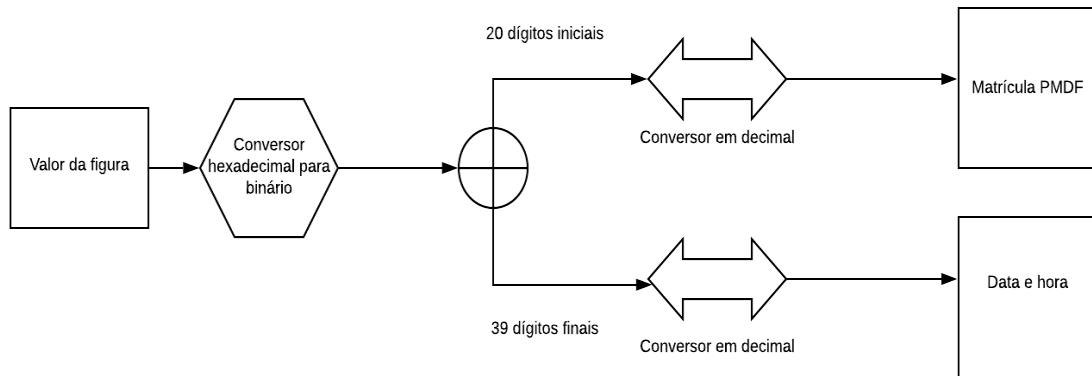 20 dígitos iniciais
Matrícula PMDF
Conversor em decimal
Valor da figura
Conversor
hexadecimal para
binário
Data e hora
39 dígitos finais
Conversor em decimal